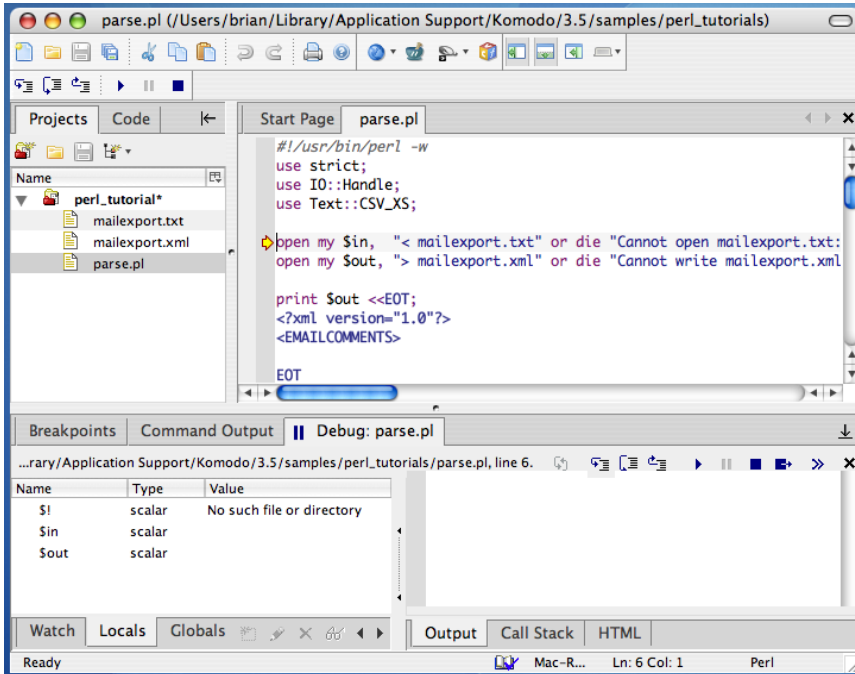 parse.pl (/Users/brian/Library/Application Support/Komodo/3.5/samples/perl_tutorials)
Projects Code
Start Page parse.pl
Name
perl_tutorial*
mailexport.txt
mailexport.xml
parse.pl
#!/usr/bin/perl -w
use strict;
use IO::Handle;
use Text::CSV_XS;
open my $in, "< mailexport.txt" or die "Cannot open mailexport.txt:
open my $out, "> mailexport.xml" or die "Cannot write mailexport.xml
print $out <<EOT;
<?xml version="1.0"?>
<EMAILCOMMENTS>
EOT
Breakpoints Command Output Debug: parse.pl
...rary/Application Support/Komodo/3.5/samples/perl_tutorials/parse.pl, line 6.
Name Type Value
$! scalar No such file or directory
$in scalar
$out scalar
Watch Locals Globals
Output Call Stack HTML
Ready Mac-R... Ln: 6 Col: 1 Perl